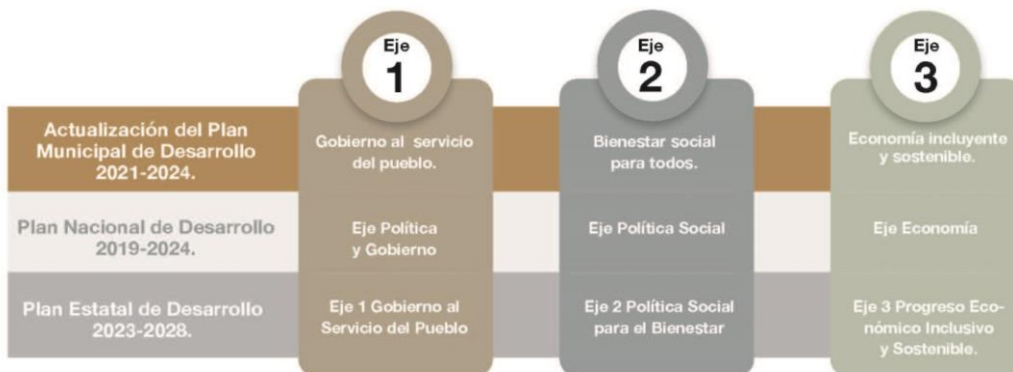 Eje
1
Eje
2
Eje
3
Actualización del Plan
Municipal de Desarrollo
2021-2024.
Gobierno al servicio
del pueblo.
Bienestar social
para todos.
Economía incluyente
y sostenible.
Plan Nacional de Desarrollo
2019-2024.
Eje Política
y Gobierno
Eje Política Social
Eje Economía
Plan Estatal de Desarrollo
2023-2028.
Eje 1 Gobierno al
Servicio del Pueblo
Eje 2 Política Social
para el Bienestar
Eje 3 Progreso Eco-
nómico Inclusivo
y Sostenible.